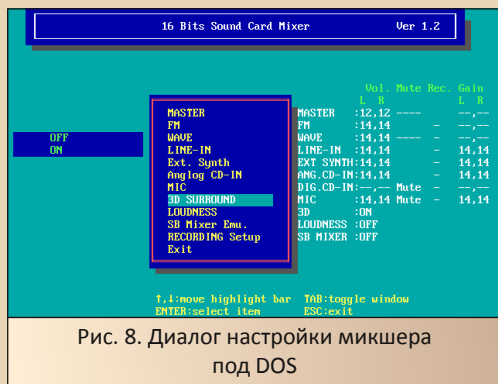 16 Bits Sound Card Mixer Ver 1.2
Vol. Mute Rec. Gain
L R L R
OFF
ON
MASTER
FM
WAVE
LINE-IN
Ext. Synth
Anglog CD-IN
MIC
3D SURROUND
LOUDNESS
SB Mixer Emu.
RECORDING Setup
Exit
MASTER :12,12 ---- --,--
FM :14,14 - --,--
WAVE :14,14 ---- - --,--
LINE-IN :14,14 - 14,14
EXT SYNTH:14,14 - 14,14
ANG.CD-IN:14,14 - 14,14
DIG.CD-IN:--,-- Mute - --,--
MIC :14,14 Mute - 14,14
3D :ON
LOUDNESS :OFF
SB MIXER :OFF
↑,↓:move highlight bar TAB:toggle window
ENTER:select item ESC:exit
Рис. 8. Диалог настройки микшера
под DOS